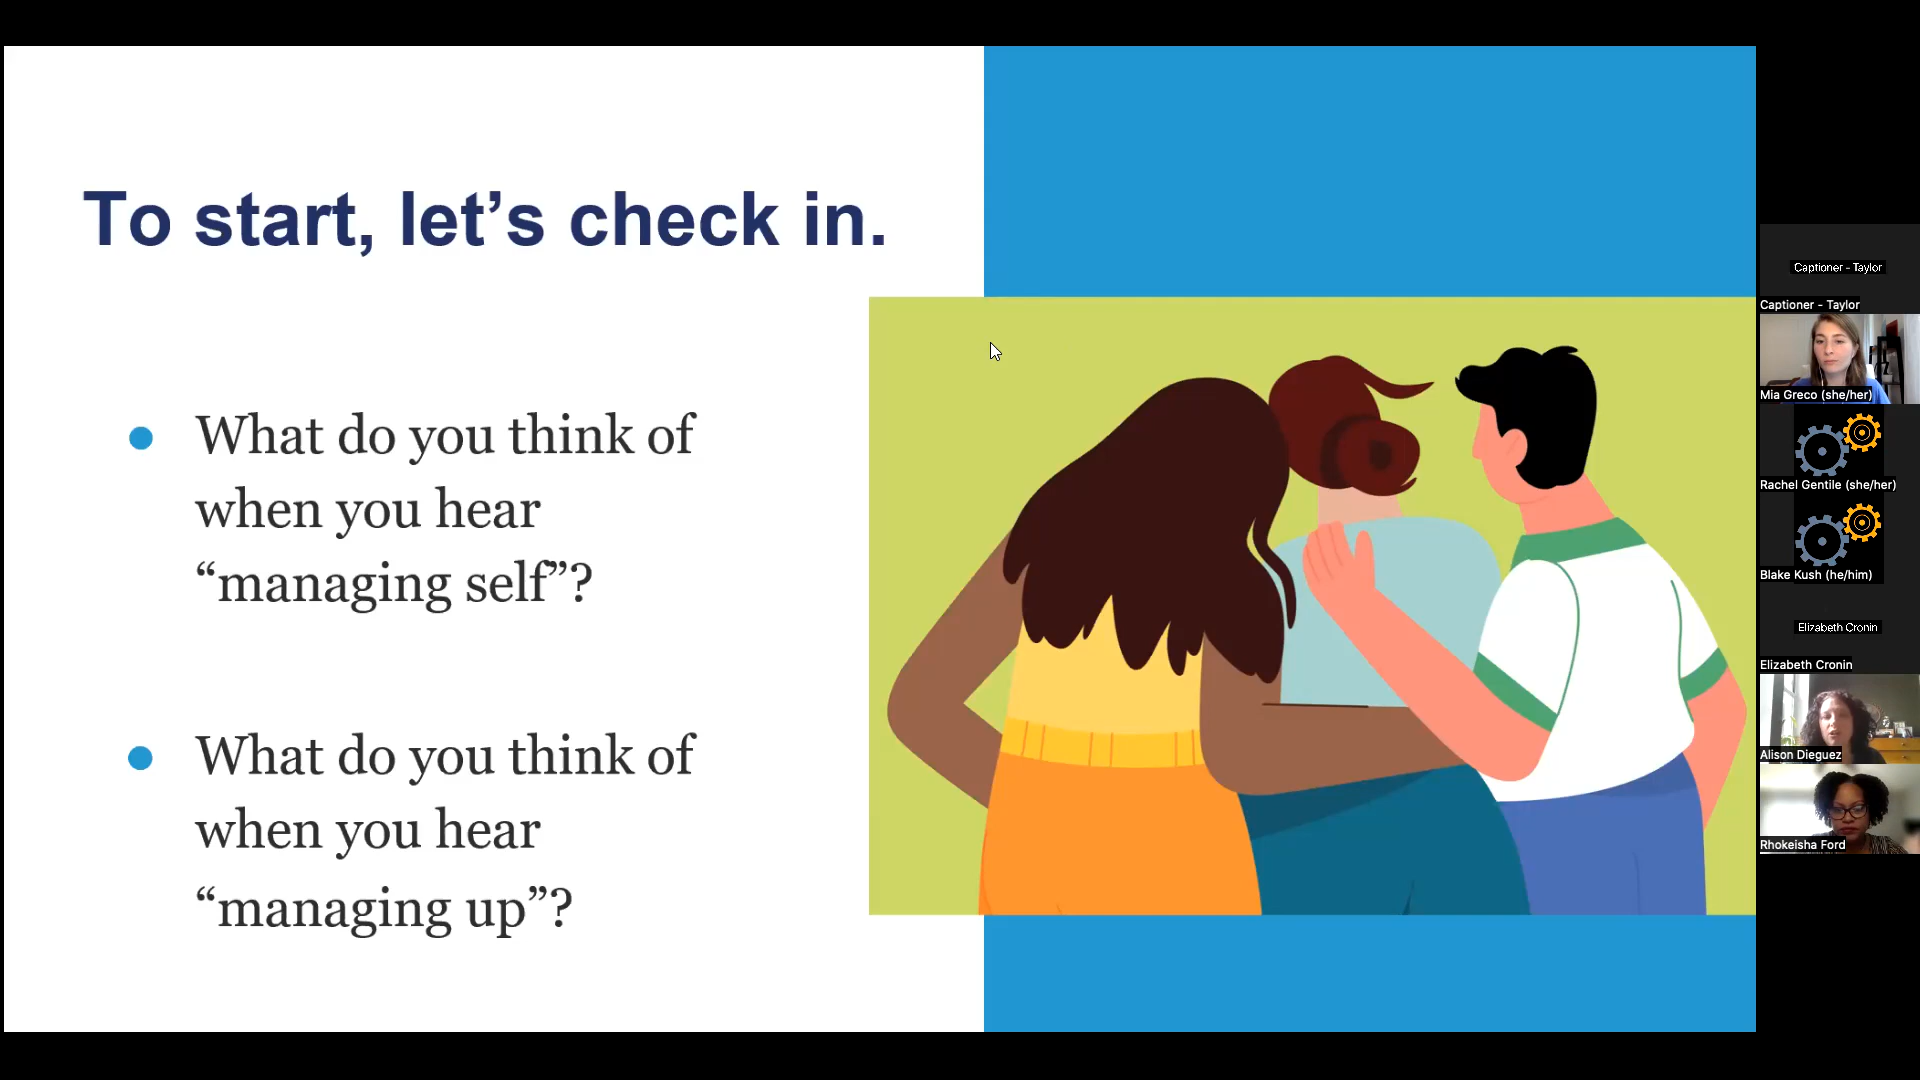 To start, let’s check in.
What do you think of
when you hear
“managing self”?
What do you think of
when you hear
“managing up”?
Captioner - Taylor
Captioner - Taylor
Mia Greco (she/her)
Rachel Gentile (she/her)
Blake Kush (he/him)
Elizabeth Cronin
Elizabeth Cronin
Alison Dieguez
Rhokeisha Ford